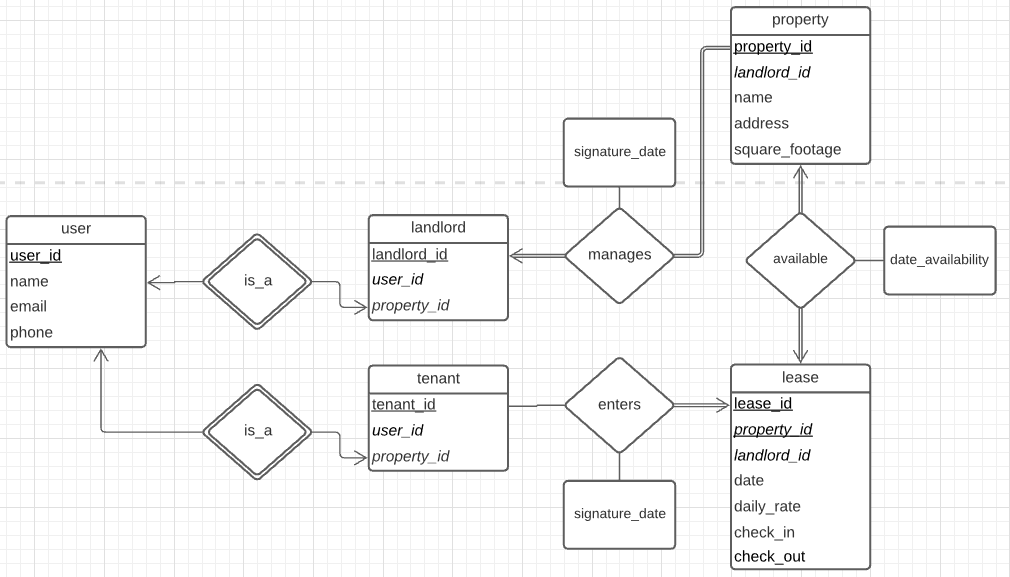 property
property_id
landlord_id
name
address
square_footage
signature_date
user
user_id
name
email
phone
is_a
landlord
landlord_id
user_id
property_id
manages
available
date_availability
is_a
tenant
tenant_id
user_id
property_id
enters
signature_date
lease
lease_id
property_id
landlord_id
date
daily_rate
check_in
check_out